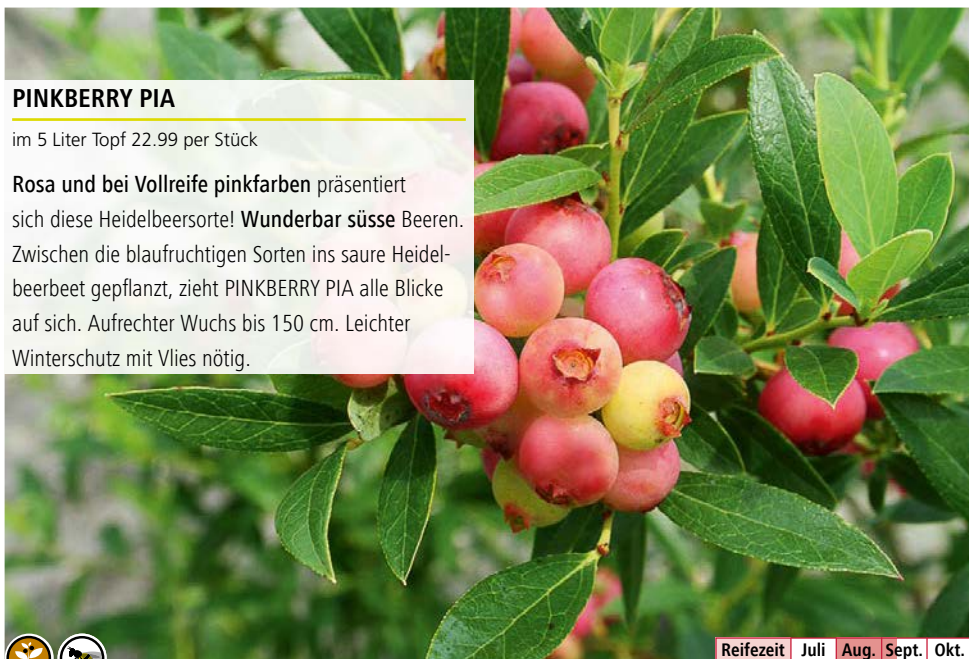 PINKBERRY PIA
im 5 Liter Topf 22.99 per Stück
Rosa und bei Vollreife pinkfarben präsentiert
sich diese Heidelbeersorte! Wunderbar süsse Beeren.
Zwischen die blaufruchtigen Sorten ins saure Heidel-
beerbeet gepflanzt, zieht PINKBERRY PIA alle Blicke
auf sich. Aufrechter Wuchs bis 150 cm. Leichter
Winterschutz mit Vlies nötig.
Reifezeit Juli Aug. Sept. Okt.